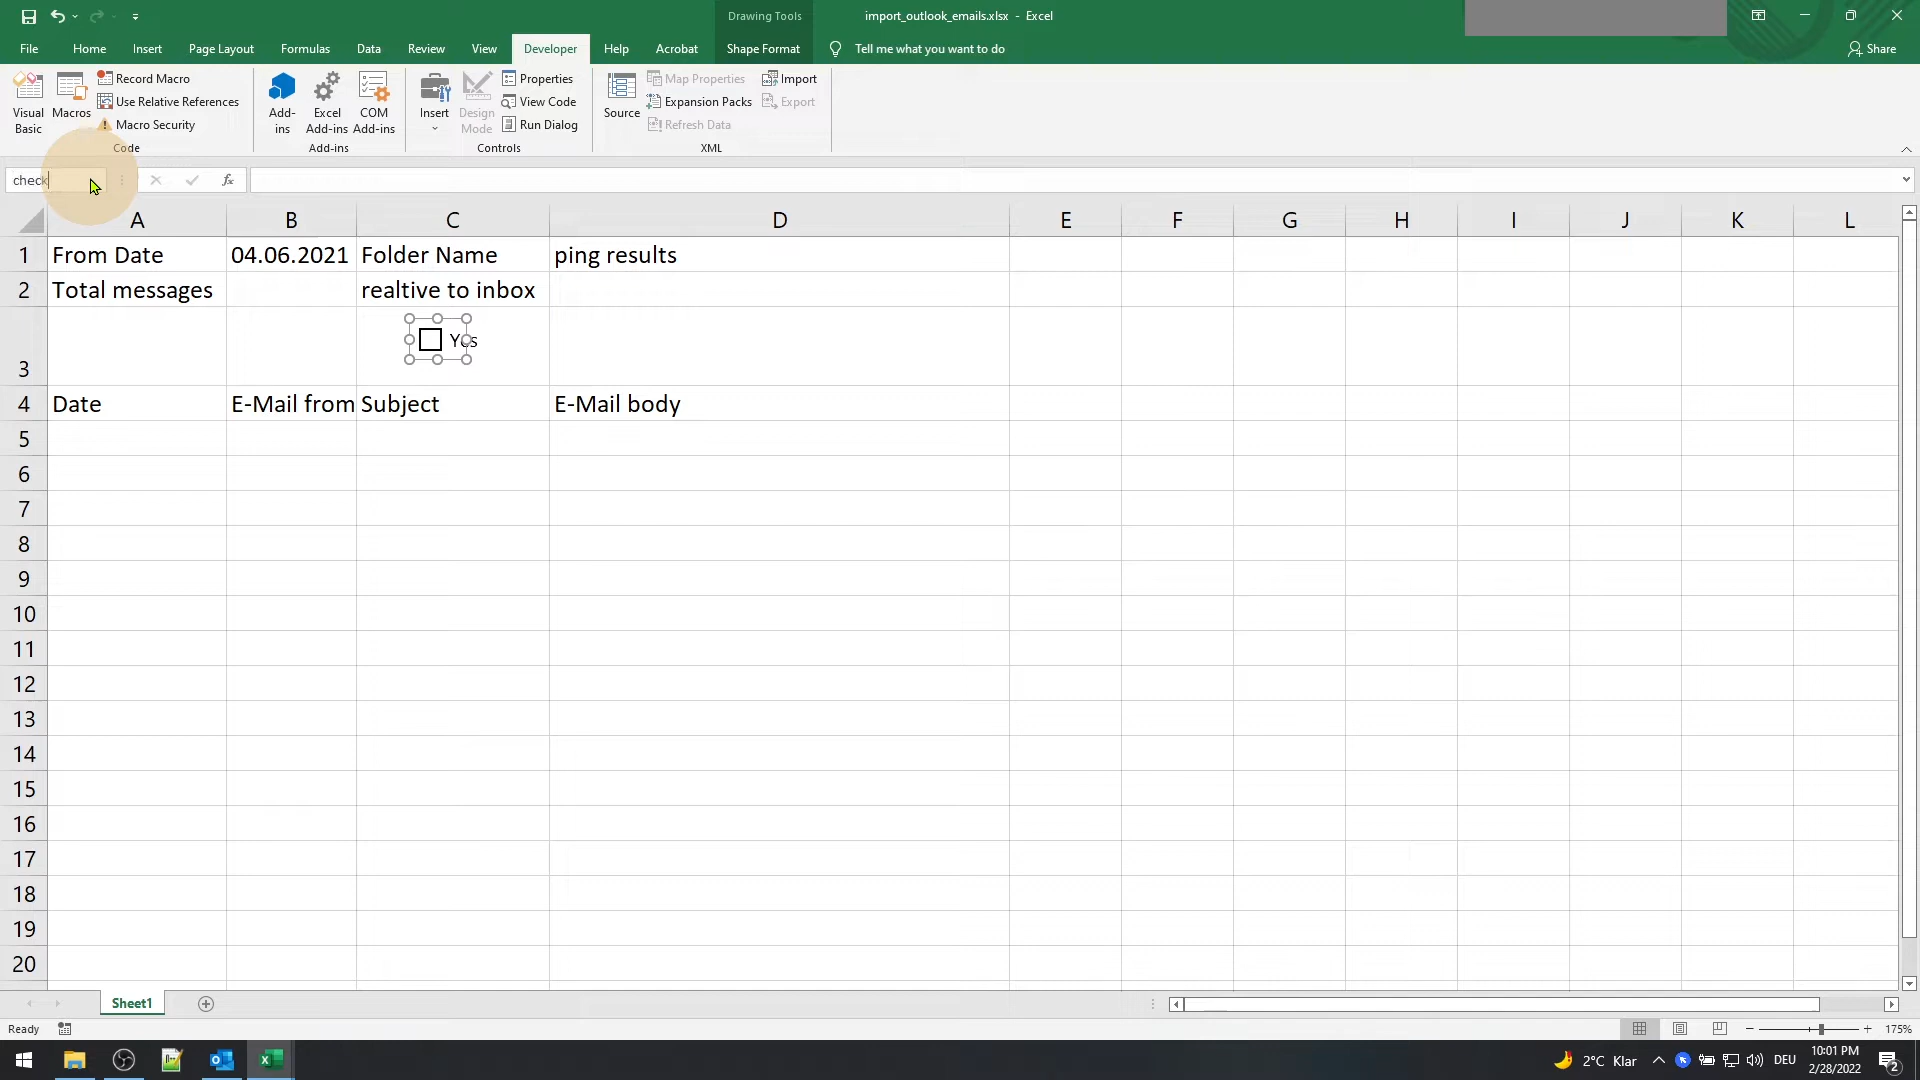 Drawing Tools
import_outlook_emails.xlsx - Excel
File Home Insert Page Layout Formulas Data Review View Developer Help Acrobat Shape Format Tell me what you want to do Share
Visual Basic
Macros
Record Macro
Use Relative References
Macro Security
Code
Add-ins
Excel Add-ins
COM Add-ins
Add-ins
Insert
Design Mode
Properties
View Code
Run Dialog
Controls
Source
Map Properties
Expansion Packs
Refresh Data
Import
Export
XML
check
fx
A B C D E F G H I J K L
1 From Date 04.06.2021 Folder Name ping results
2 Total messages realtive to inbox
Yes
3
4 Date E-Mail from Subject E-Mail body
5
6
7
8
9
10
11
12
13
14
15
16
17
18
19
20
Sheet1
Ready
175%
2°C Klar
DEU
10:01 PM
2/28/2022
2